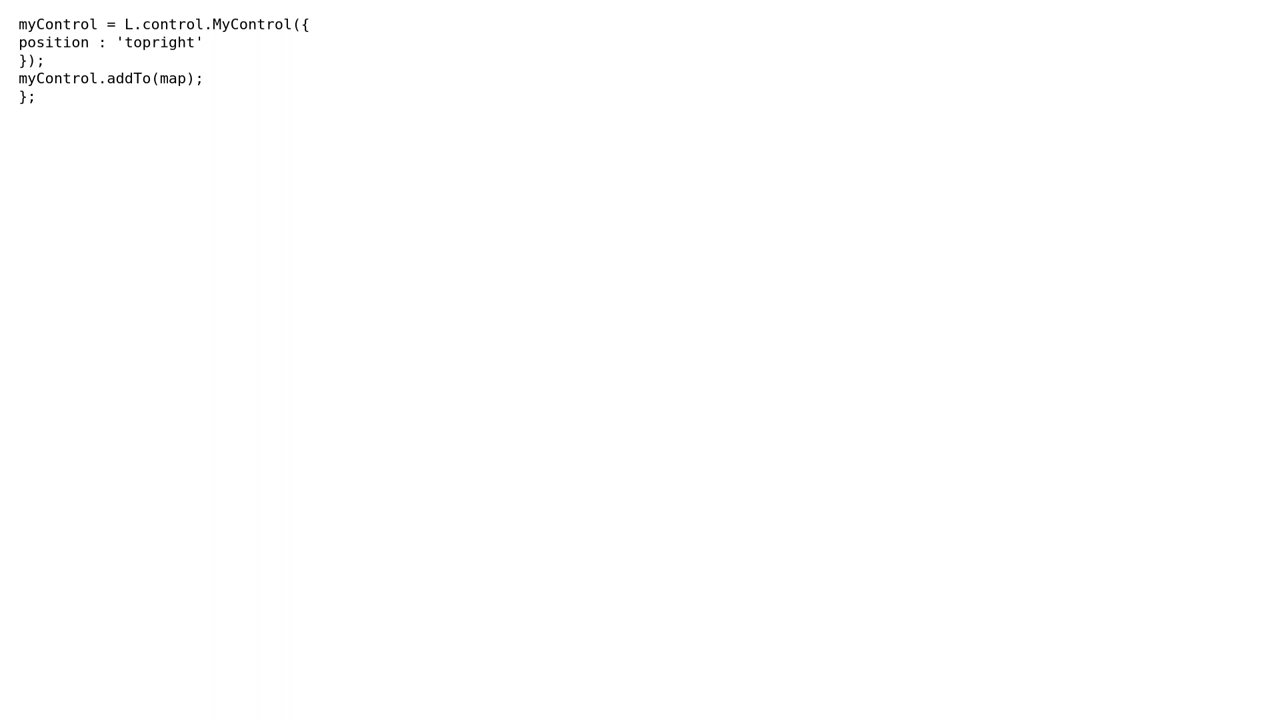 myControl = L.control.MyControl({
position : 'topright'
});
myControl.addTo(map);
};